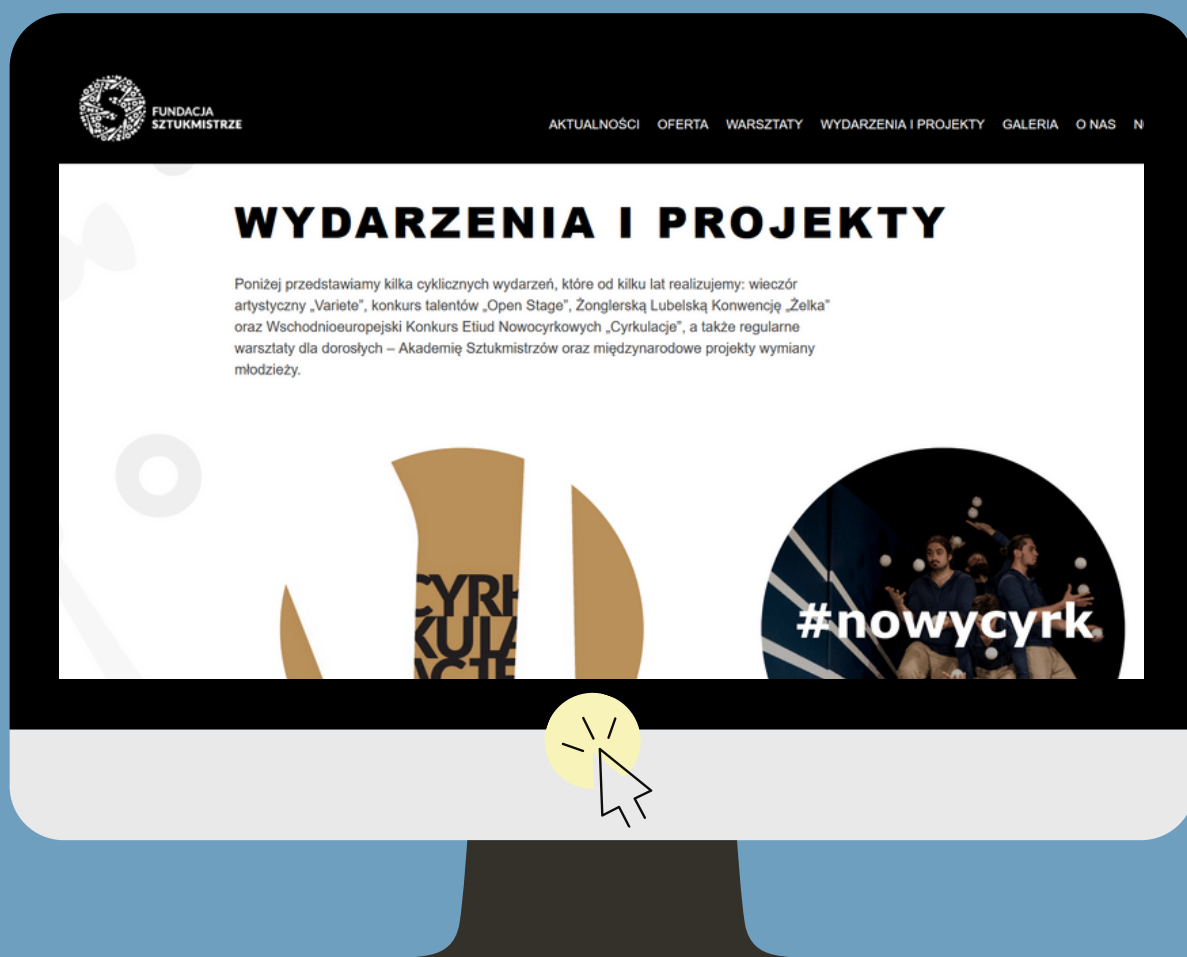 FUNDACJA
SZTUKMISTRZE
AKTUALNOŚCI OFERTA WARSZTATY WYDARZENIA I PROJEKTY GALERIA O NAS
WYDARZENIA I PROJEKTY
Poniżej przedstawiamy kilka cyklicznych wydarzeń, które od kilku lat realizujemy: wieczór
artystyczny „Variete”, konkurs talentów „Open Stage”, Żonglerską Lubelską Konwencję „Żelka”
oraz Wschodnioeuropejski Konkurs Etiud Nowocyrkowych „Cyrkulacje”, a także regularne
warsztaty dla dorosłych – Akademię Sztukmistrzów oraz międzynarodowe projekty wymiany
młodzieży.
CYRK
KULA
#nowycyrk